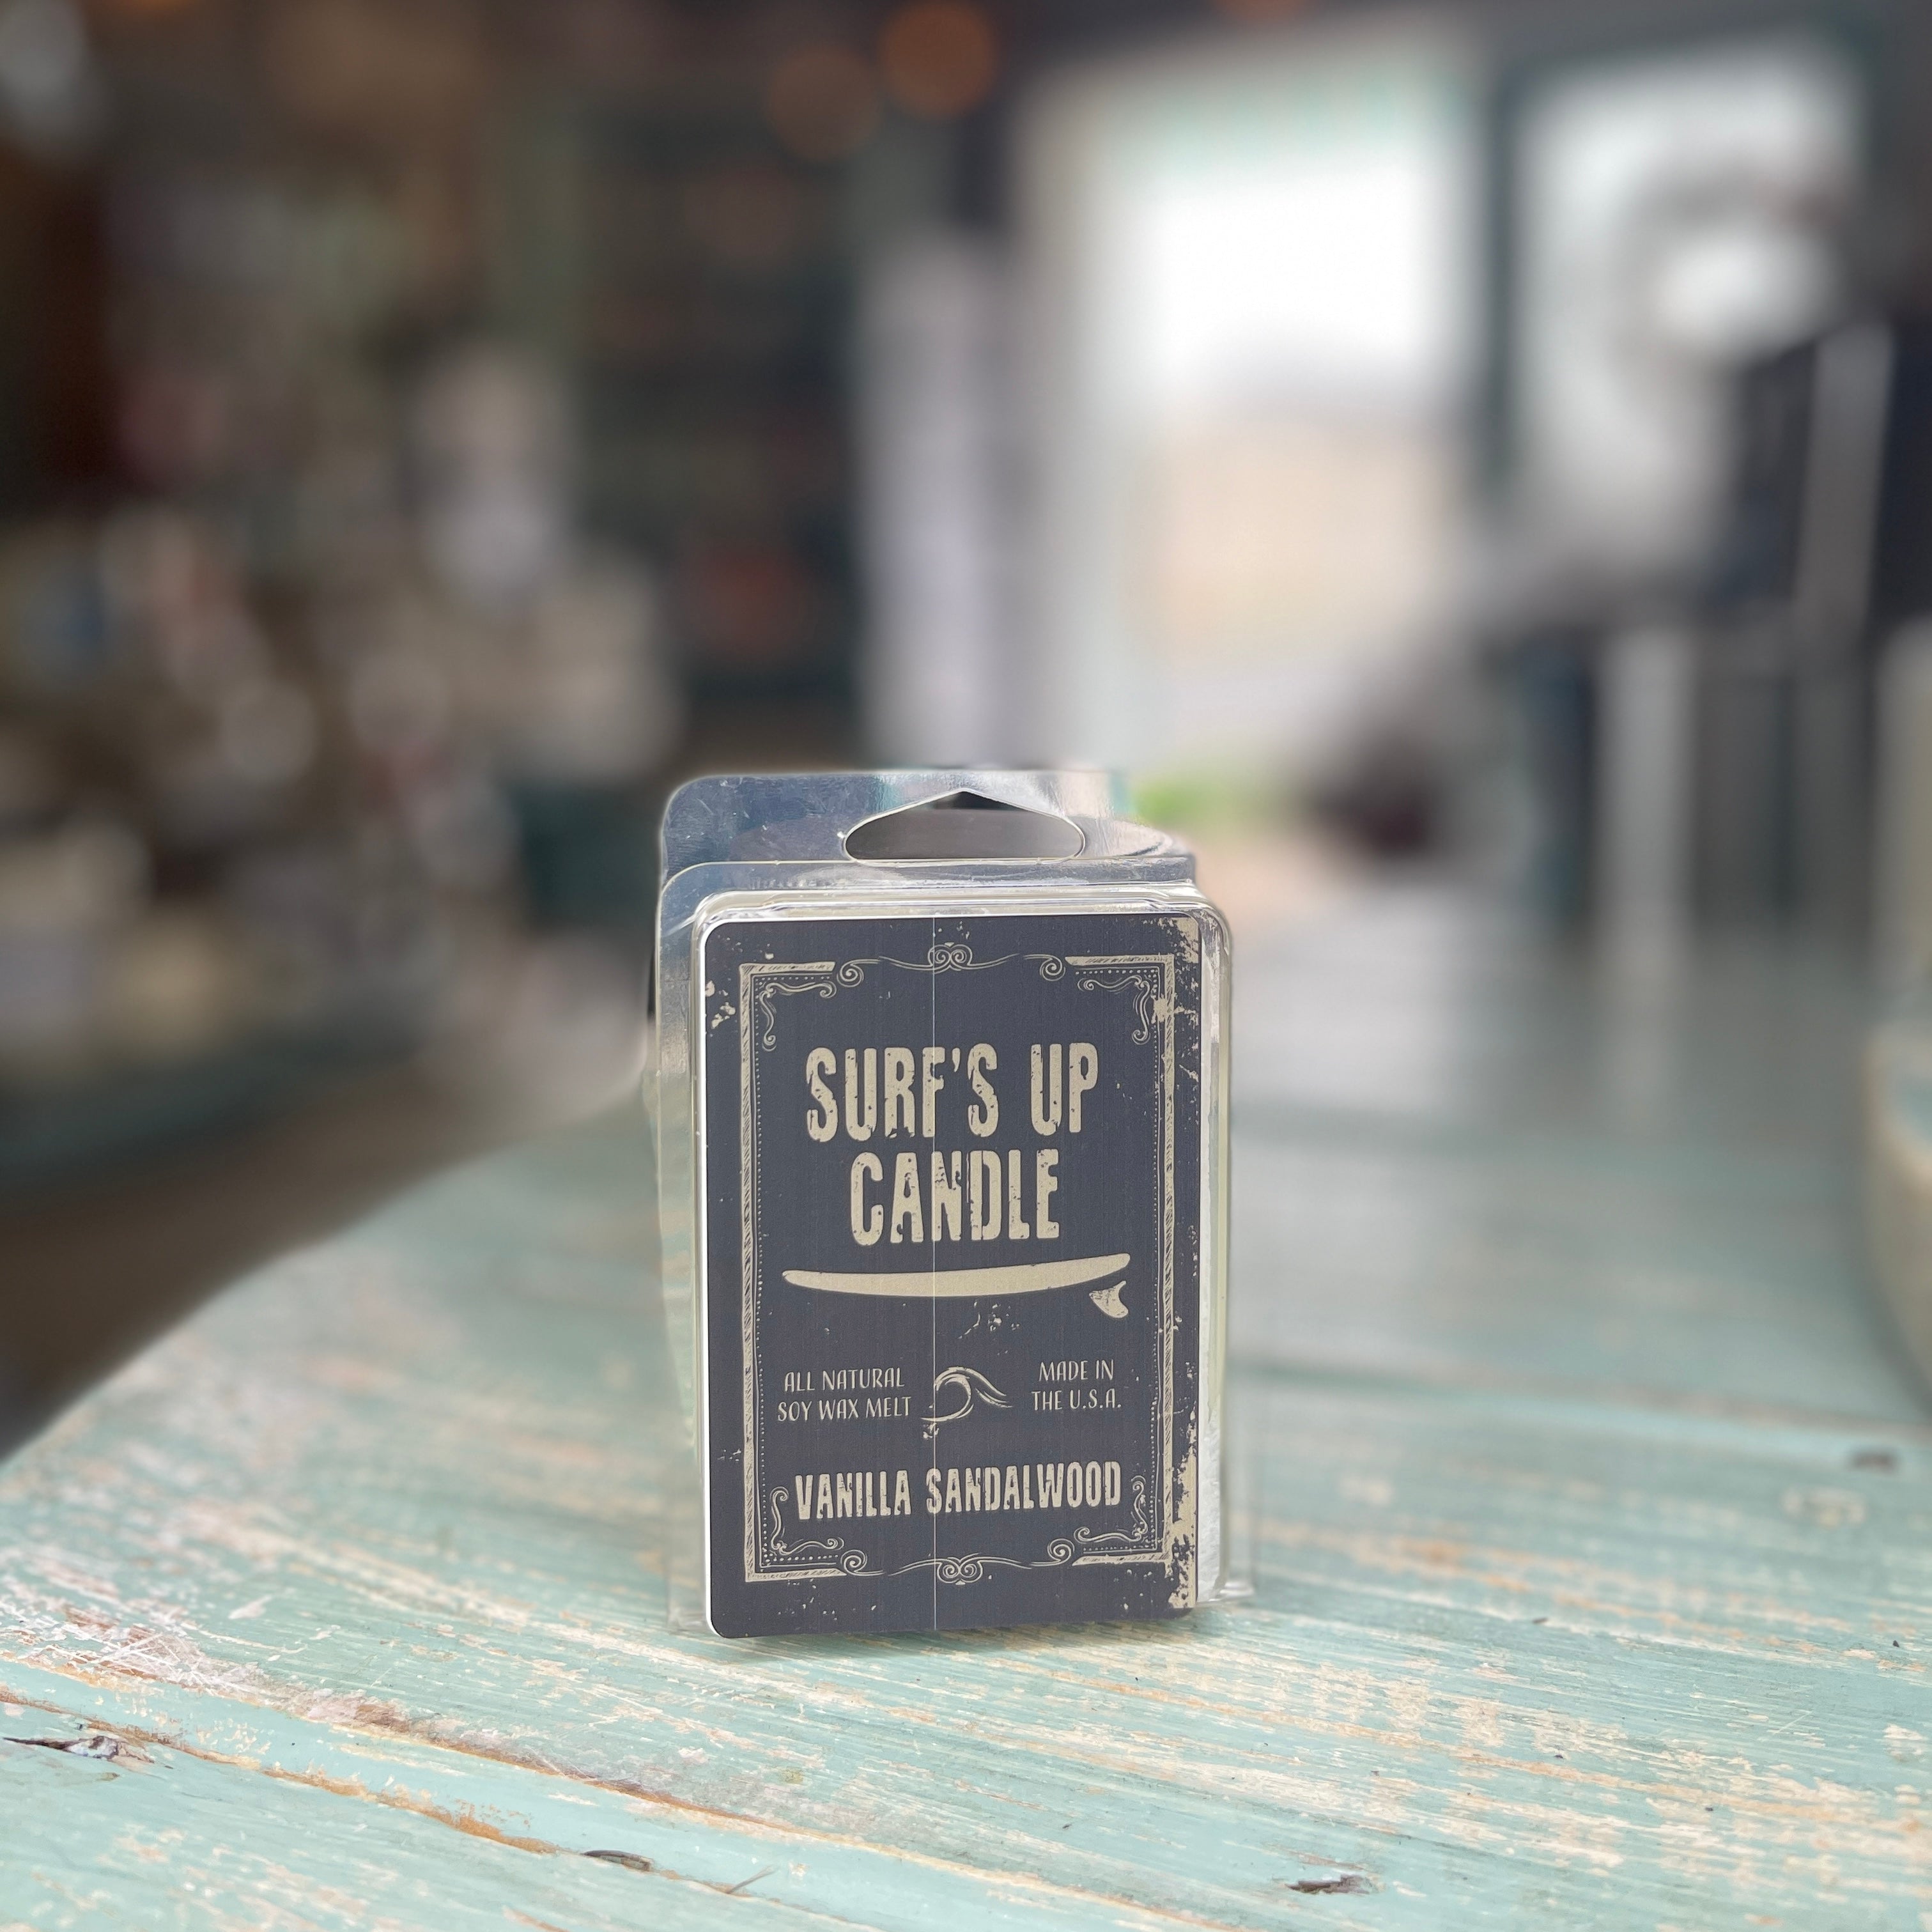 SURF'S UP
CANDLE
ALL NATURAL
SOY WAX MELT
MADE IN
THE U.S.A.
VANILLA SANDALWOOD